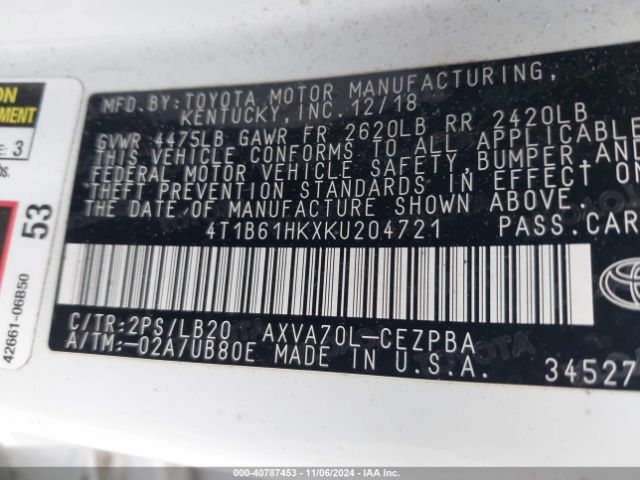 MFD. BY: TOYOTA MOTOR MANUFACTURING,
KENTUCKY, INC. 12/18
GVWR 4475LB GAWR FR 2620LB RR 2420LB
THIS VEHICLE CONFORMS TO ALL APPLICABLE
FEDERAL MOTOR VEHICLE SAFETY, BUMPER, AND
THEFT PREVENTION STANDARDS IN EFFECT ON
THE DATE OF MANUFACTURE SHOWN ABOVE.
4T1B61HKXKU204721 PASS.CAR
C/TR: 2PS/LB20 AXVA70L-CEZPBA
A/TM:-02A/UB80E MADE IN U.S.A. 34527
ON
3
53
42661-06B50
000-40787453 - 11/06/2024 - IAA Inc.